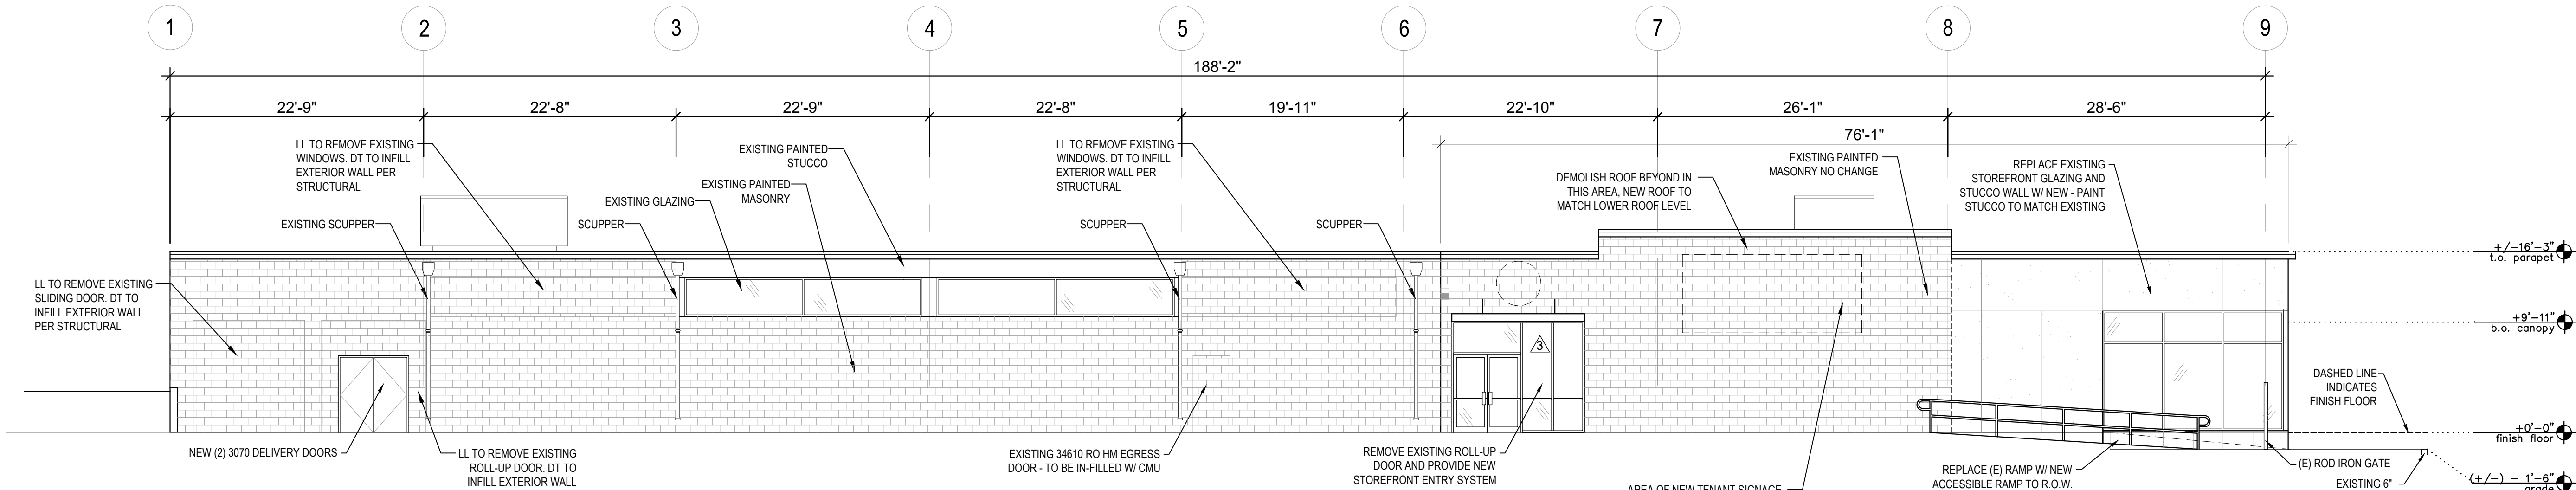 1
2
3
4
5
6
7
8
9
188'-2"
22'-9"
22'-8"
22'-9"
22'-8"
19'-11"
22'-10"
26'-1"
28'-6"
76'-1"
LL TO REMOVE EXISTING
WINDOWS. DT TO INFILL
EXTERIOR WALL PER
STRUCTURAL
EXISTING PAINTED
STUCCO
LL TO REMOVE EXISTING
WINDOWS. DT TO INFILL
EXTERIOR WALL PER
STRUCTURAL
EXISTING PAINTED
MASONRY NO CHANGE
REPLACE EXISTING
STOREFRONT GLAZING AND
STUCCO WALL W/ NEW - PAINT
STUCCO TO MATCH EXISTING
DEMOLISH ROOF BEYOND IN
THIS AREA, NEW ROOF TO
MATCH LOWER ROOF LEVEL
EXISTING PAINTED
MASONRY
EXISTING GLAZING
EXISTING SCUPPER
SCUPPER
SCUPPER
SCUPPER
+/-16'-3"
t.o. parapet
LL TO REMOVE EXISTING
SLIDING DOOR. DT TO
INFILL EXTERIOR WALL
PER STRUCTURAL
+9'-11"
b.o. canopy
3
DASHED LINE
INDICATES
FINISH FLOOR
+0'-0"
finish floor
NEW (2) 3070 DELIVERY DOORS
LL TO REMOVE EXISTING
ROLL-UP DOOR. DT TO
INFILL EXTERIOR WALL
EXISTING 34610 RO HM EGRESS
DOOR - TO BE IN-FILLED W/ CMU
REMOVE EXISTING ROLL-UP
DOOR AND PROVIDE NEW
STOREFRONT ENTRY SYSTEM
AREA OF NEW TENANT SIGNAGE
REPLACE (E) RAMP W/ NEW
ACCESSIBLE RAMP TO R.O.W.
(E) ROD IRON GATE
EXISTING 6"
(+/-) - 1'-6"
grade